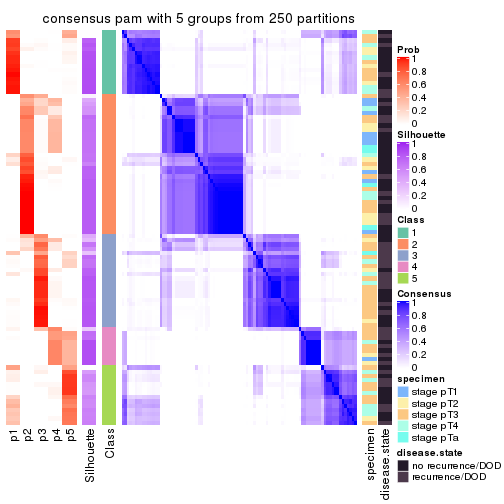 consensus pam with 5 groups from 250 partitions
Prob
1
0.8
0.6
0.4
0.2
0
Silhouette
1
0.8
0.6
0.4
0.2
0
Class
1
2
3
4
5
Consensus
1
0.8
0.6
0.4
0.2
0
specimen
stage pT1
stage pT2
stage pT3
stage pT4
stage pTa
disease.state
no recurrence/DOD
recurrence/DOD
p1
p2
p3
p4
p5
Silhouette
Class
specimen
disease.state